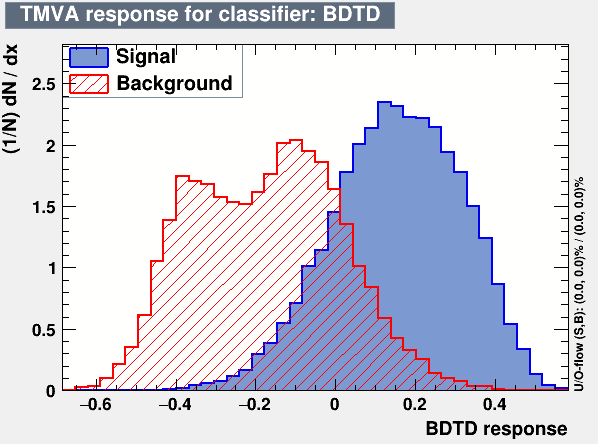 TMVA response for classifier: BDTD
(1/N) dN / dx
Signal
Background
2.5
2
1.5
1
0.5
0
−0.6 −0.4 −0.2 0 0.2 0.4
BDTD response
U/O-flow (S,B): (0.0, 0.0)% / (0.0, 0.0)%